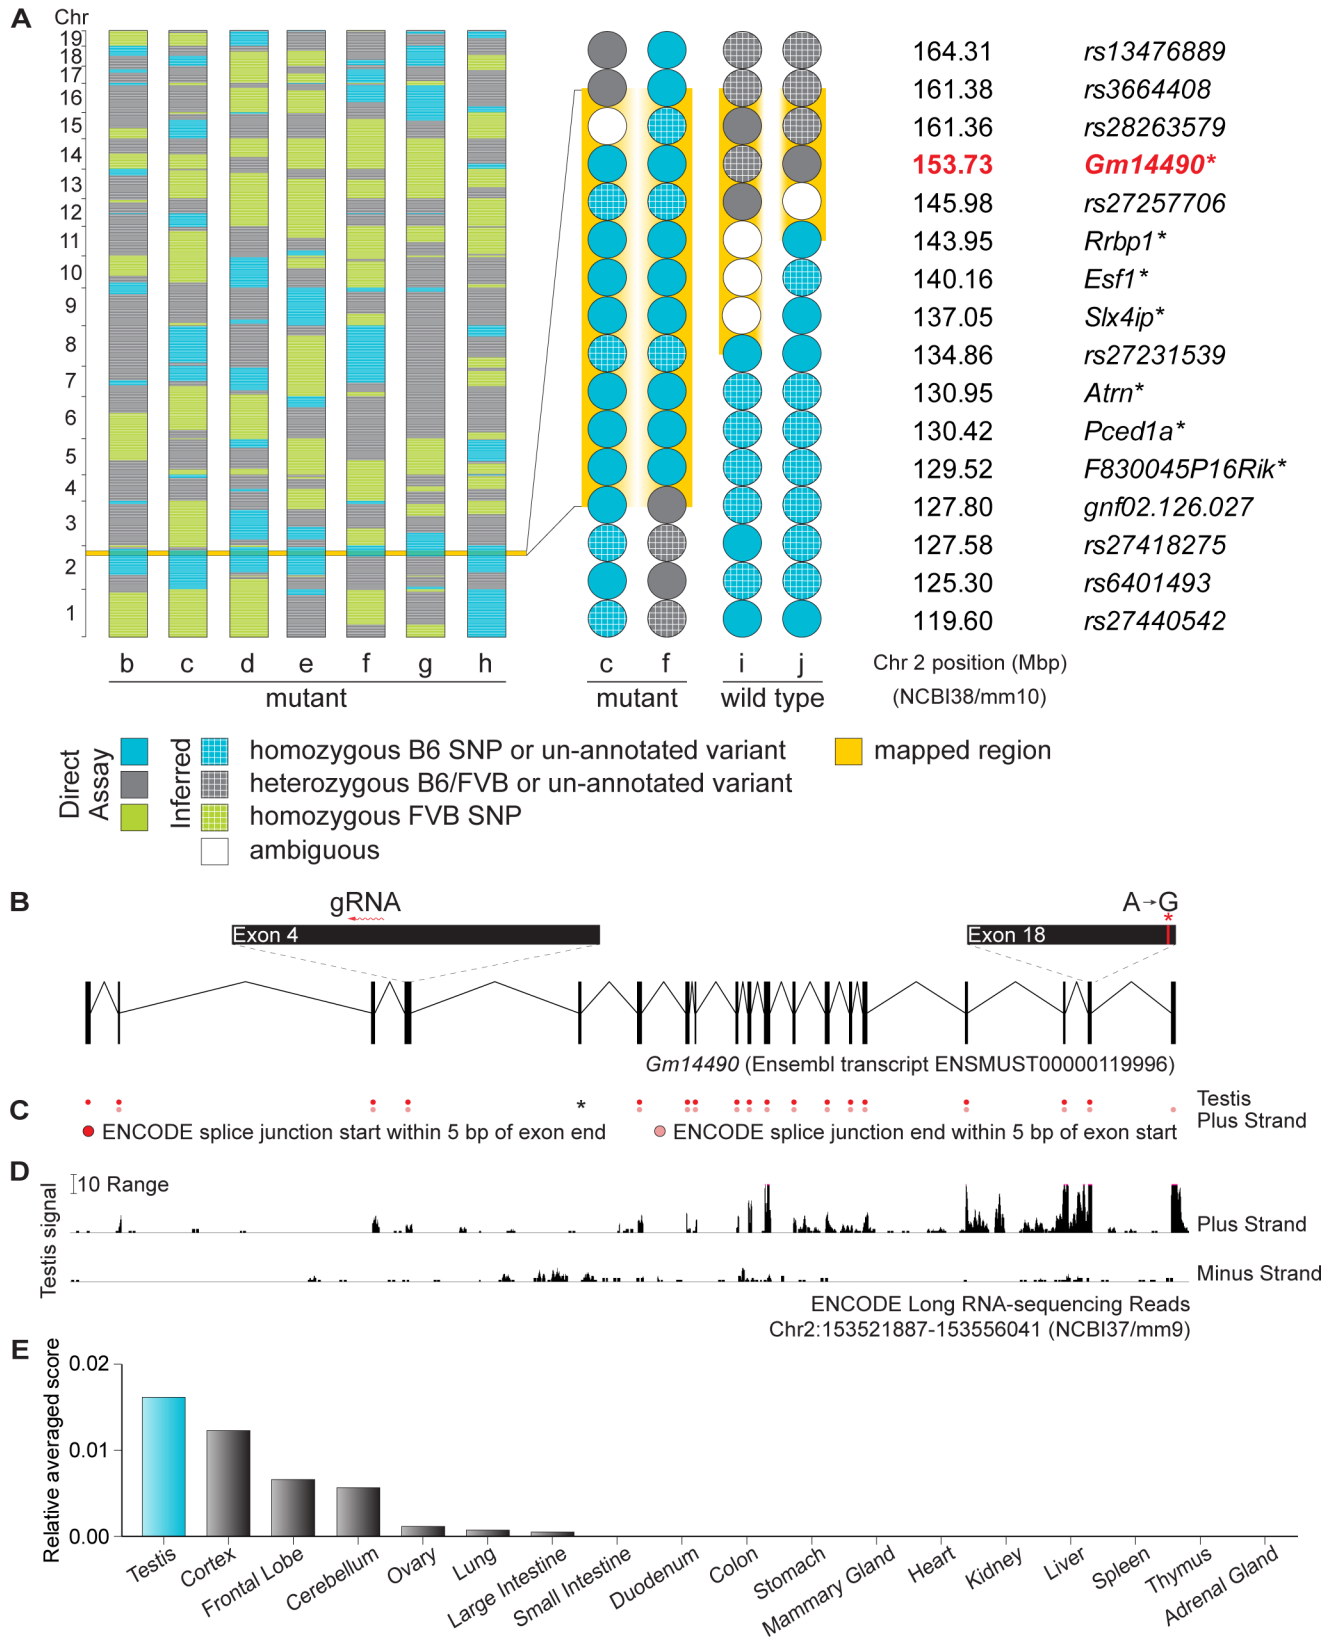 A
Chr
19
18
17
16
15
14
13
12
11
10
9
8
7
6
5
4
3
2
1
b c d e f g h
mutant
c f i j
mutant wild type
164.31 rs13476889
161.38 rs3664408
161.36 rs28263579
153.73 Gm14490*
145.98 rs27257706
143.95 Rrbp1*
140.16 Esf1*
137.05 Slx4ip*
134.86 rs27231539
130.95 Atrn*
130.42 Pced1a*
129.52 F830045P16Rik*
127.80 gnf02.126.027
127.58 rs27418275
125.30 rs6401493
119.60 rs27440542
Chr 2 position (Mbp)
(NCBI38/mm10)
Direct Assay
Inferred
homozygous B6 SNP or un-annotated variant
heterozygous B6/FVB or un-annotated variant
homozygous FVB SNP
ambiguous
mapped region
B
gRNA
Exon 4
A→G
*
Exon 18
Gm14490 (Ensembl transcript ENSMUST00000119996)
C
*
Testis
Plus Strand
ENCODE splice junction start within 5 bp of exon end
ENCODE splice junction end within 5 bp of exon start
D
Testis signal
10 Range
Plus Strand
Minus Strand
ENCODE Long RNA-sequencing Reads
Chr2:153521887-153556041 (NCBI37/mm9)
E
Relative averaged score
0.02
0.01
0.00
Testis
Cortex
Frontal Lobe
Cerebellum
Ovary
Lung
Large Intestine
Small Intestine
Duodenum
Colon
Stomach
Mammary Gland
Heart
Kidney
Liver
Spleen
Thymus
Adrenal Gland